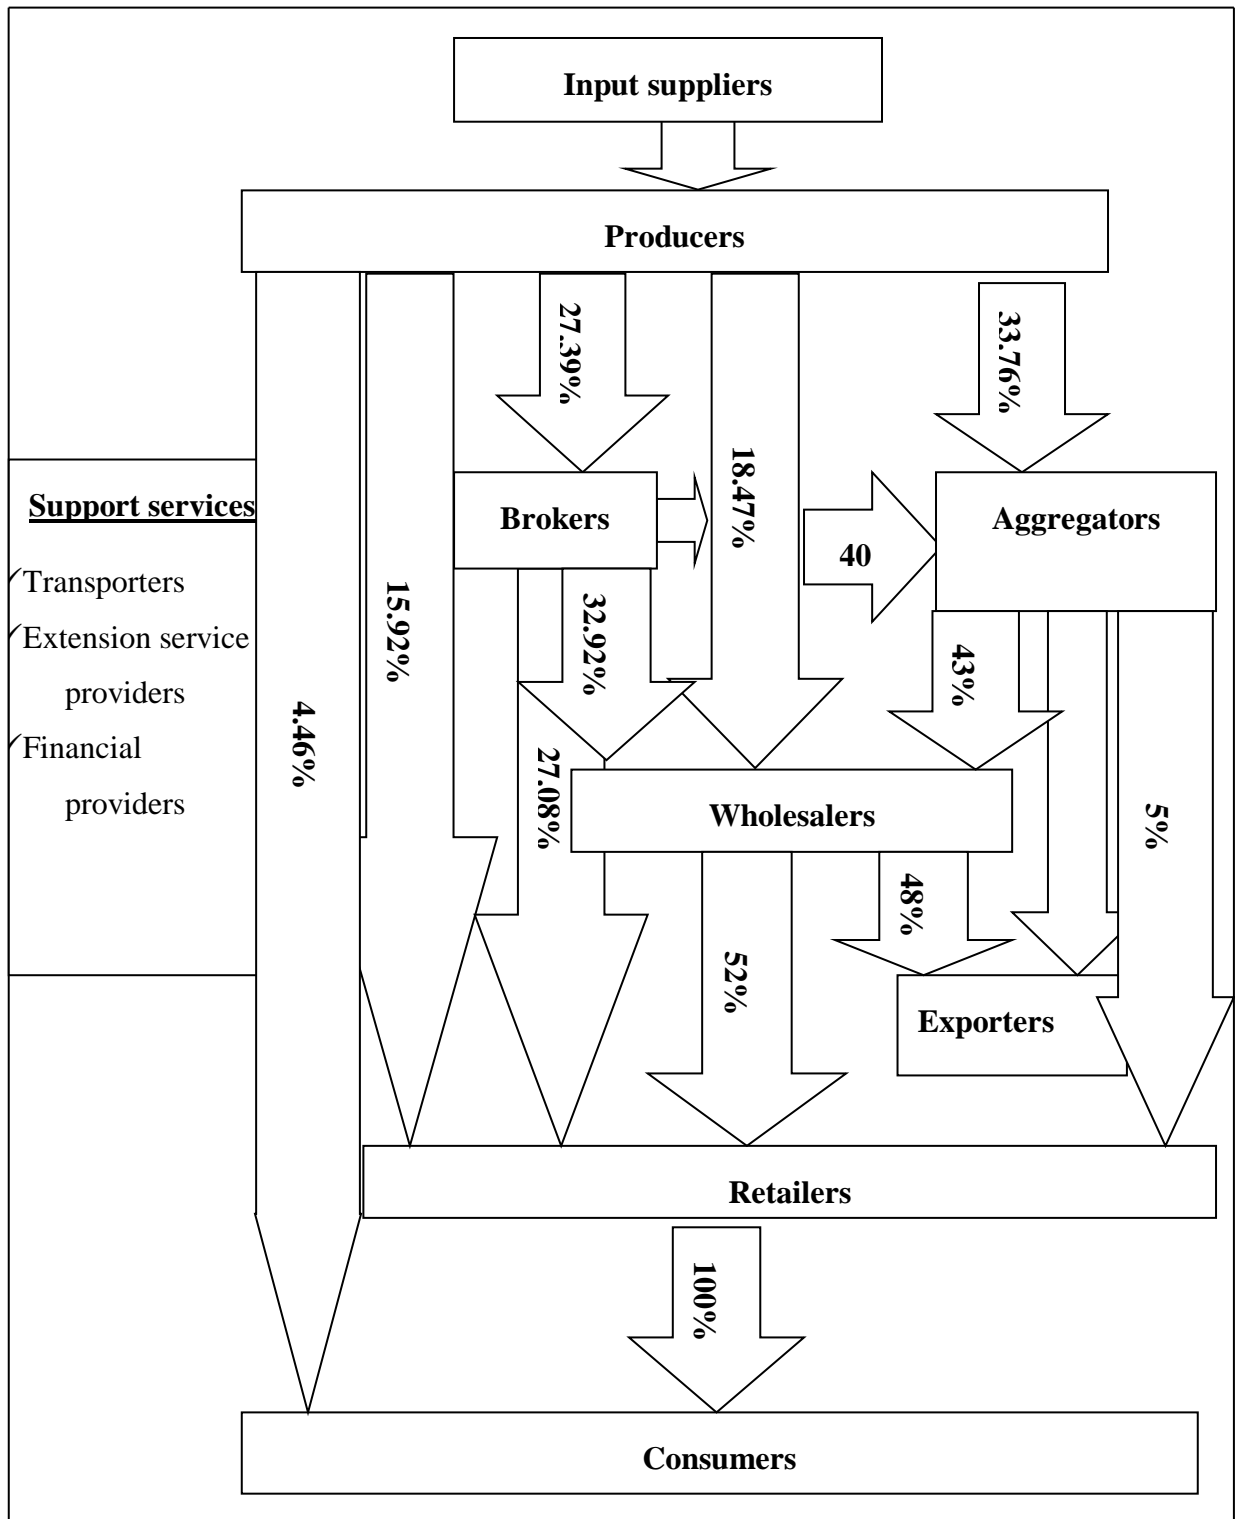 Input suppliers
Producers
27.39%
33.76%
18.47%
Brokers
Aggregators
40
Support services
✓Transporters
✓Extension service
providers
✓Financial
providers
15.92%
32.92%
43%
4.46%
27.08%
Wholesalers
5%
48%
52%
Exporters
Retailers
100%
Consumers